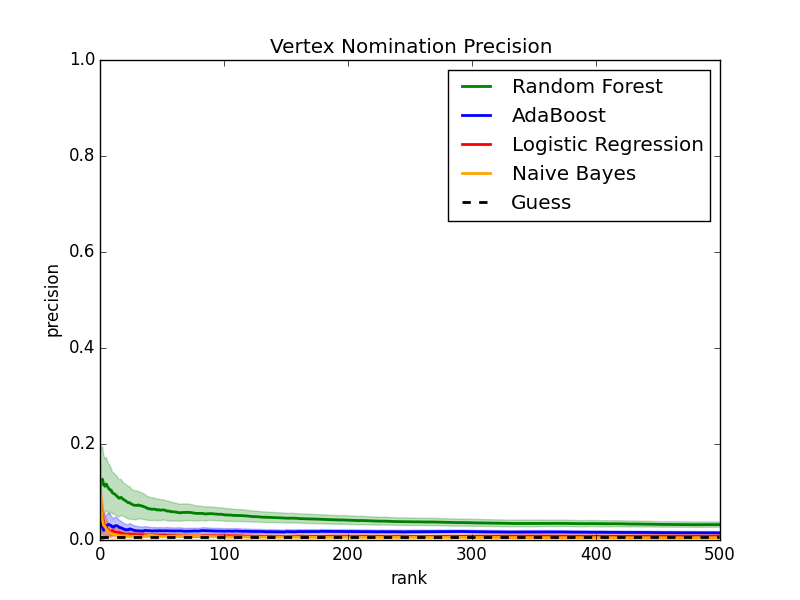 Vertex Nomination Precision
1.0
0.8
0.6
0.4
0.2
0.0
precision
Random Forest
AdaBoost
Logistic Regression
Naive Bayes
Guess
0 100 200 300 400 500
rank